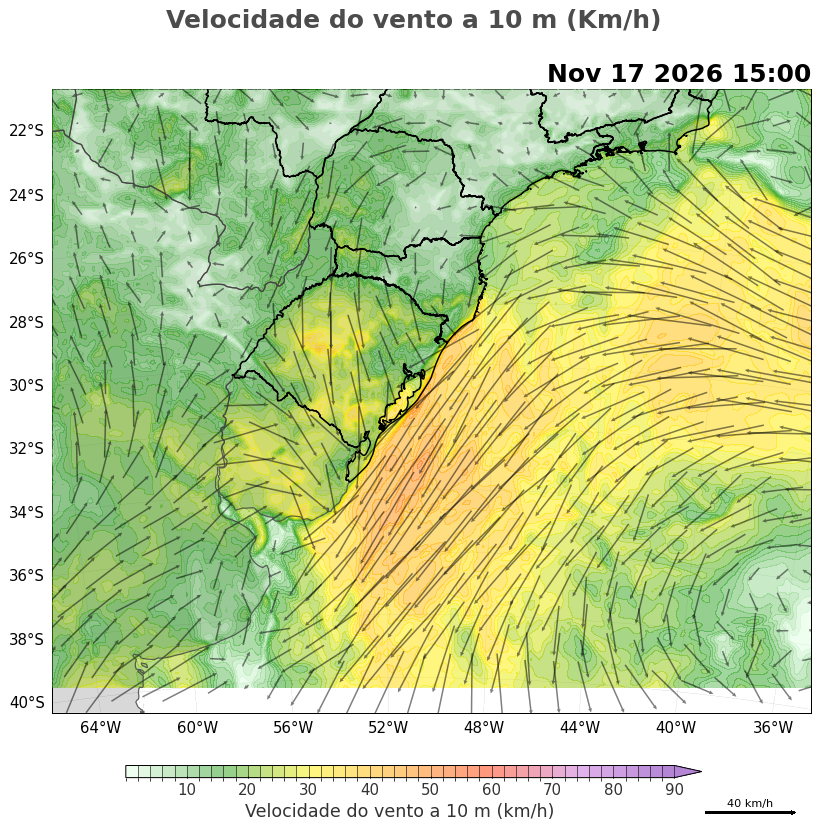 Velocidade do vento a 10 m (Km/h)
Nov 17 2026 15:00
22°S
24°S
26°S
28°S
30°S
32°S
34°S
36°S
38°S
40°S
64°W 60°W 56°W 52°W 48°W 44°W 40°W 36°W
10 20 30 40 50 60 70 80 90
Velocidade do vento a 10 m (km/h)
40 km/h